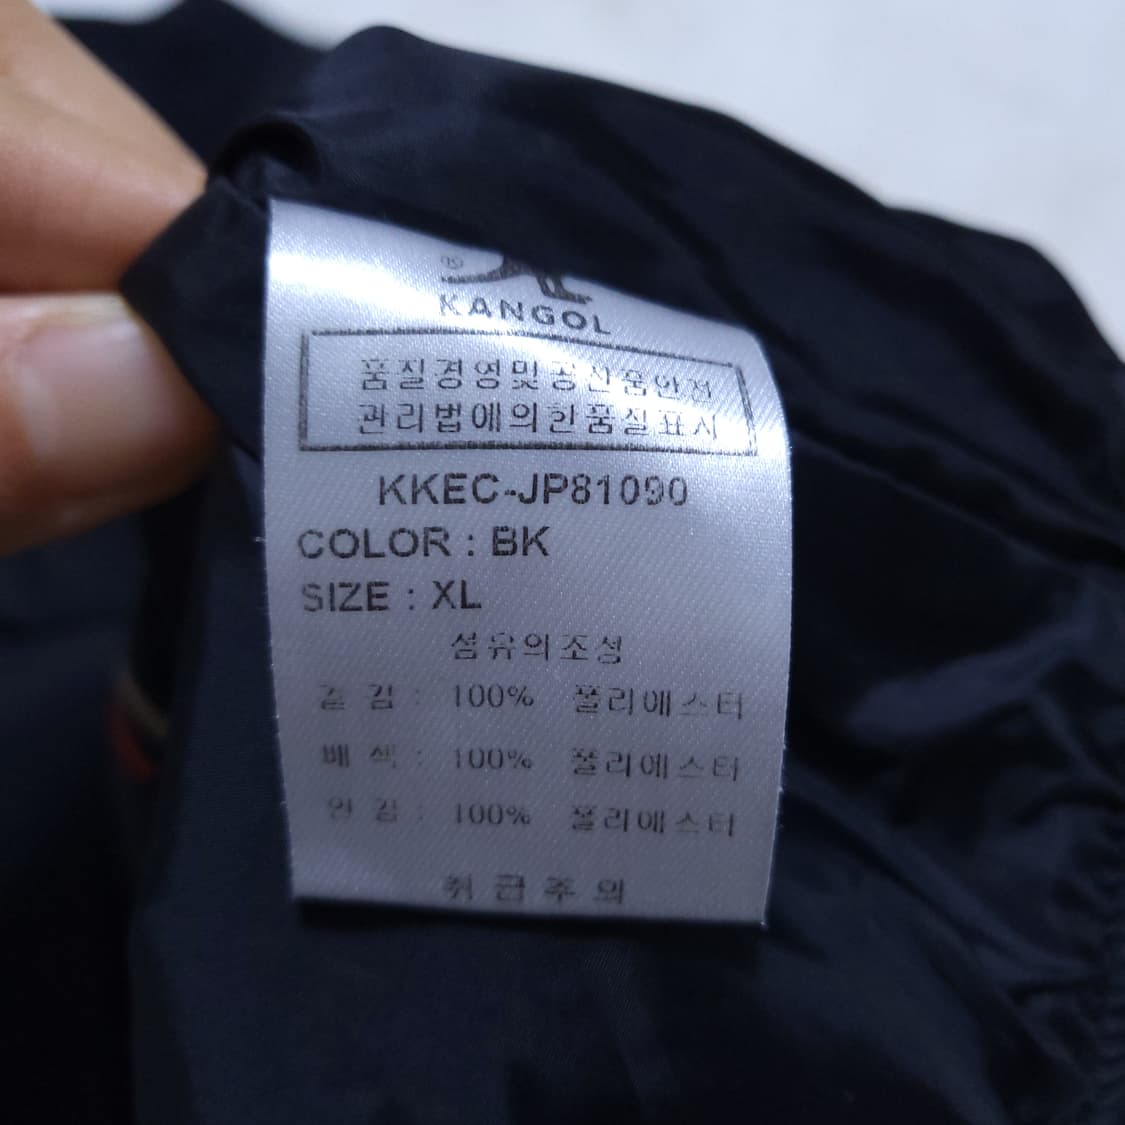 ®
KANGOL
품질경영및공산품안전
관리법에의한품질표시
KKEC-JP81090
COLOR : BK
SIZE : XL
섬유의조성
겉 감 : 100% 폴리에스터
배 색 : 100% 폴리에스터
안 감 : 100% 폴리에스터
취 급 주 의